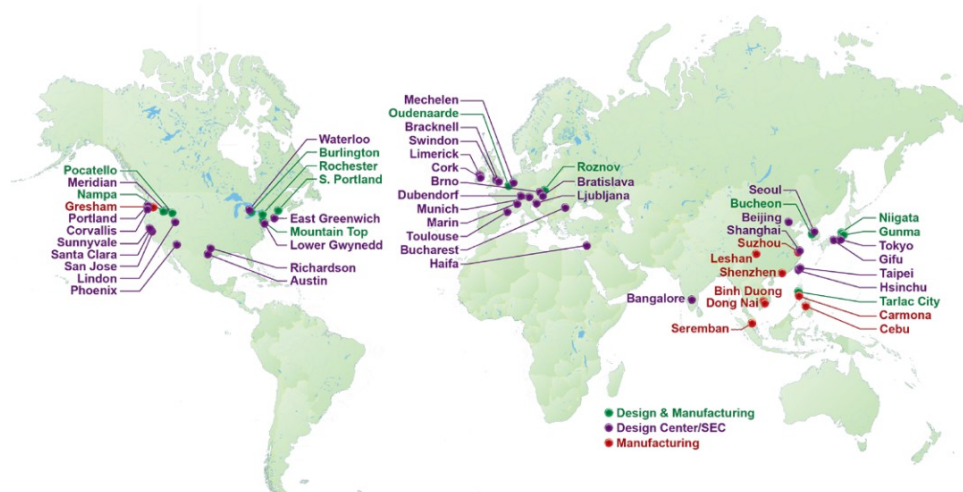 Pocatello
Meridian
Nampa
Gresham
Portland
Corvallis
Sunnyvale
Santa Clara
San Jose
Lindon
Phoenix
Waterloo
Burlington
Rochester
S. Portland
East Greenwich
Mountain Top
Lower Gwynedd
Richardson
Austin
Mechelen
Oudenaarde
Bracknell
Swindon
Limerick
Cork
Brno
Dubendorf
Munich
Marin
Toulouse
Bucharest
Haifa
Roznov
Bratislava
Ljubljana
Seoul
Bucheon
Beijing
Shanghai
Suzhou
Leshan
Shenzhen
Binh Duong
Dong Nai
Bangalore
Seremban
Niigata
Gunma
Tokyo
Gifu
Taipei
Hsinchu
Tarlac City
Carmona
Cebu
Design & Manufacturing
Design Center/SEC
Manufacturing